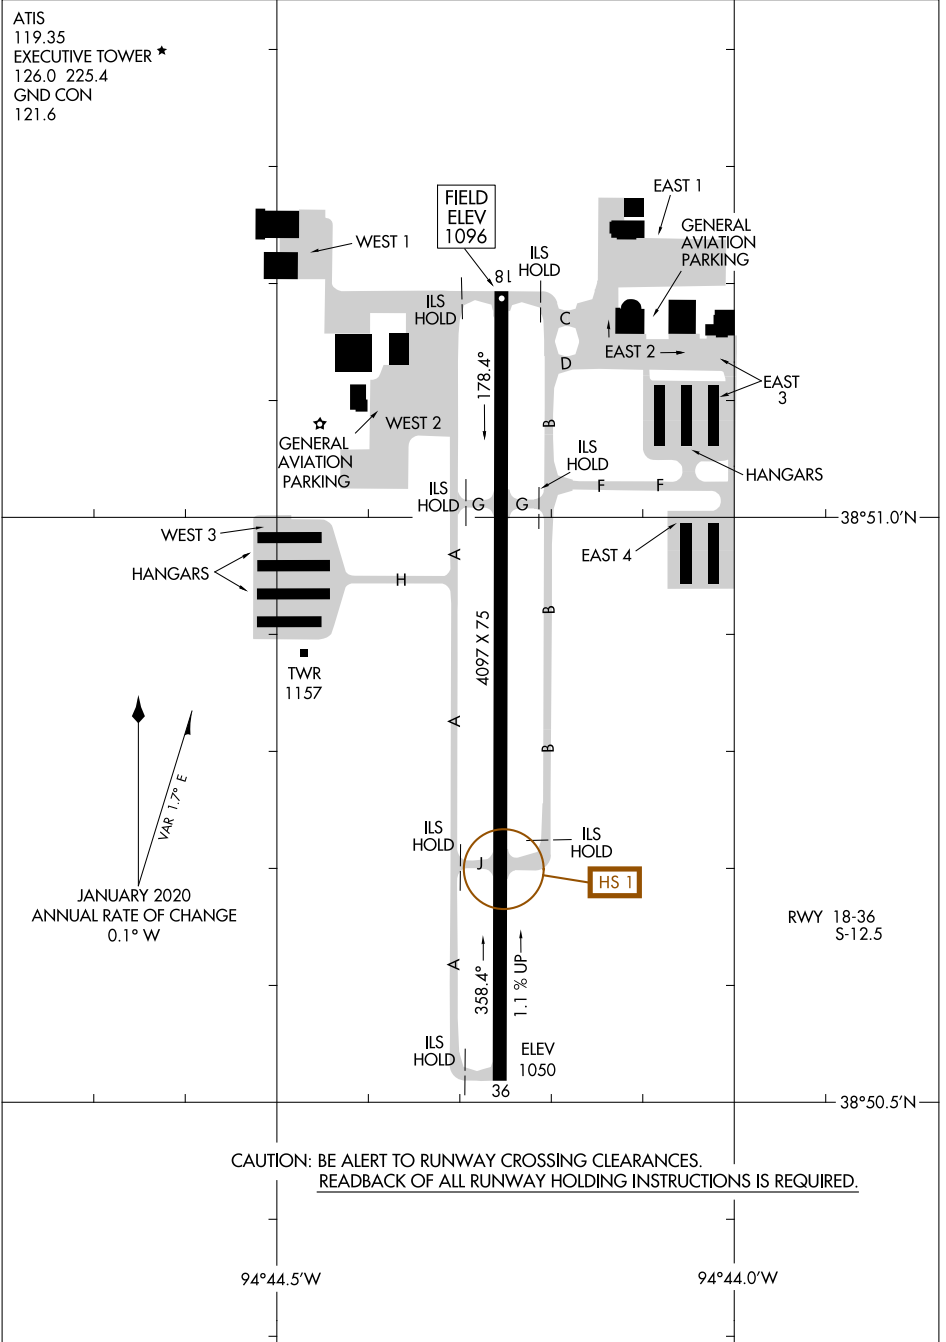 ATIS
119.35
EXECUTIVE TOWER ★
126.0 225.4
GND CON
121.6
FIELD
ELEV
1096
EAST 1
GENERAL
AVIATION
PARKING
WEST 1
ILS
HOLD
18
ILS
HOLD
C
EAST 2
D
EAST
3
178.4°
WEST 2
B
GENERAL
AVIATION
PARKING
ILS
HOLD
HANGARS
F
F
ILS
HOLD
G
G
38°51.0'N
WEST 3
EAST 4
A
HANGARS
H
B
4097 X 75
TWR
1157
A
B
VAR 1.7° E
ILS
HOLD
ILS
HOLD
J
HS 1
JANUARY 2020
ANNUAL RATE OF CHANGE
0.1° W
RWY 18-36
S-12.5
A
358.4°
1.1 % UP
ILS
HOLD
ELEV
1050
36
38°50.5'N
CAUTION: BE ALERT TO RUNWAY CROSSING CLEARANCES.
READBACK OF ALL RUNWAY HOLDING INSTRUCTIONS IS REQUIRED.
94°44.5'W
94°44.0'W